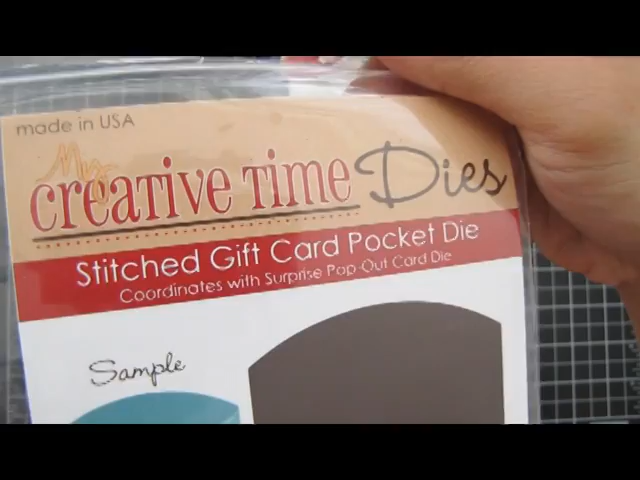 made in USA
My
creative time Dies
Stitched Gift Card Pocket Die
Coordinates with Surprise Pop-Out Card Die
Sample